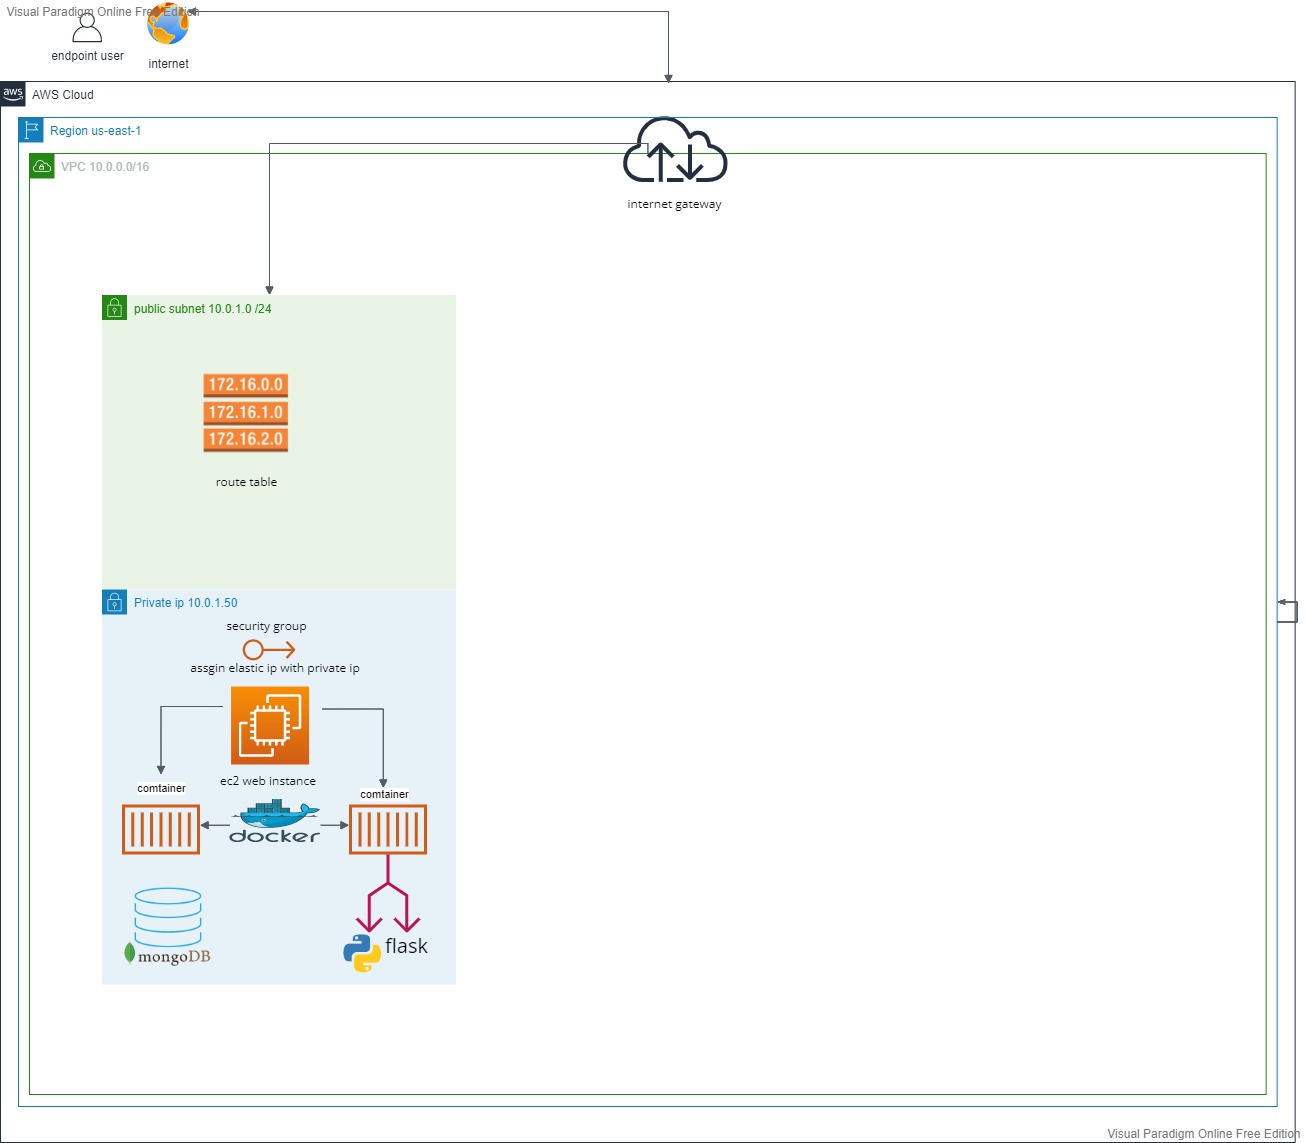 Visual Paradigm Online Free Edition
endpoint user
internet
aws
AWS Cloud
Region us-east-1
VPC 10.0.0.0/16
internet gateway
public subnet 10.0.1.0 /24
172.16.0.0
172.16.1.0
172.16.2.0
route table
Private ip 10.0.1.50
security group
assgin elastic ip with private ip
ec2 web instance
comtainer
comtainer
docker
mongoDB
flask
Visual Paradigm Online Free Edition